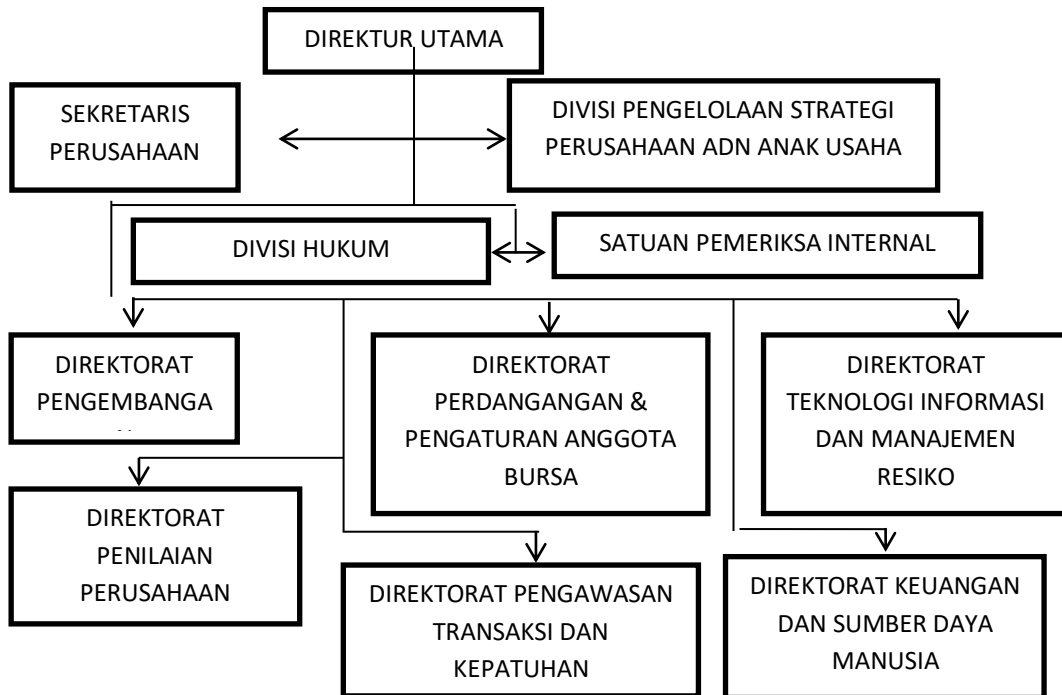 DIREKTUR UTAMA
SEKRETARIS
PERUSAHAAN
DIVISI PENGELOLAAN STRATEGI
PERUSAHAAN ADN ANAK USAHA
DIVISI HUKUM
SATUAN PEMERIKSA INTERNAL
DIREKTORAT
PENGEMBANGA
DIREKTORAT
PERDANGANGAN &
PENGATURAN ANGGOTA
BURSA
DIREKTORAT
TEKNOLOGI INFORMASI
DAN MANAJEMEN
RESIKO
DIREKTORAT
PENILAIAN
PERUSAHAAN
DIREKTORAT PENGAWASAN
TRANSAKSI DAN
KEPATUHAN
DIREKTORAT KEUANGAN
DAN SUMBER DAYA
MANUSIA